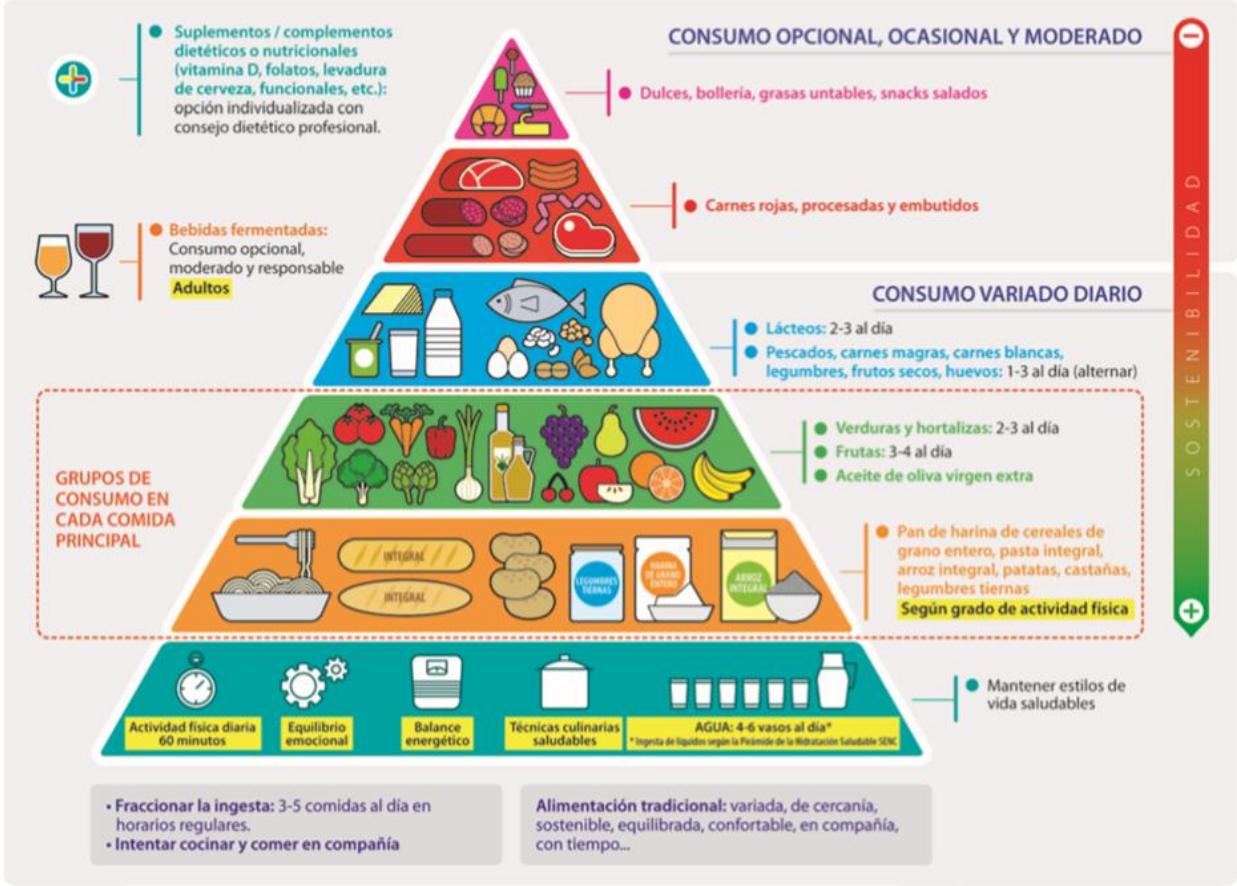 Suplementos / complementos
dietéticos o nutricionales
(vitamina D, folatos, levadura
de cerveza, funcionales, etc.):
opción individualizada con
consejo dietético profesional.
CONSUMO OPCIONAL, OCASIONAL Y MODERADO
Dulces, bollería, grasas untables, snacks salados
Carnes rojas, procesadas y embutidos
Bebidas fermentadas:
Consumo opcional,
moderado y responsable
Adultos
CONSUMO VARIADO DIARIO
Lácteos: 2-3 al día
Pescados, carnes magras, carnes blancas,
legumbres, frutos secos, huevos: 1-3 al día (alternar)
SOSTENIBILIDAD
GRUPOS DE
CONSUMO EN
CADA COMIDA
PRINCIPAL
Verduras y hortalizas: 2-3 al día
Frutas: 3-4 al día
Aceite de oliva virgen extra
INTEGRAL
INTEGRAL
LEGUMBRES
TIERNAS
HARINA
DE GRANO
ENTERO
ARROZ
INTEGRAL
Pan de harina de cereales de
grano entero, pasta integral,
arroz integral, patatas, castañas,
legumbres tiernas
Según grado de actividad física
Actividad física diaria
60 minutos
Equilibrio
emocional
Balance
energético
Técnicas culinarias
saludables
AGUA: 4-6 vasos al día*
* Ingesta de líquidos según la Pirámide de la Hidratación Saludable SENC
Mantener estilos de
vida saludables
• Fraccionar la ingesta: 3-5 comidas al día en
horarios regulares.
• Intentar cocinar y comer en compañía
Alimentación tradicional: variada, de cercanía,
sostenible, equilibrada, confortable, en compañía,
con tiempo...